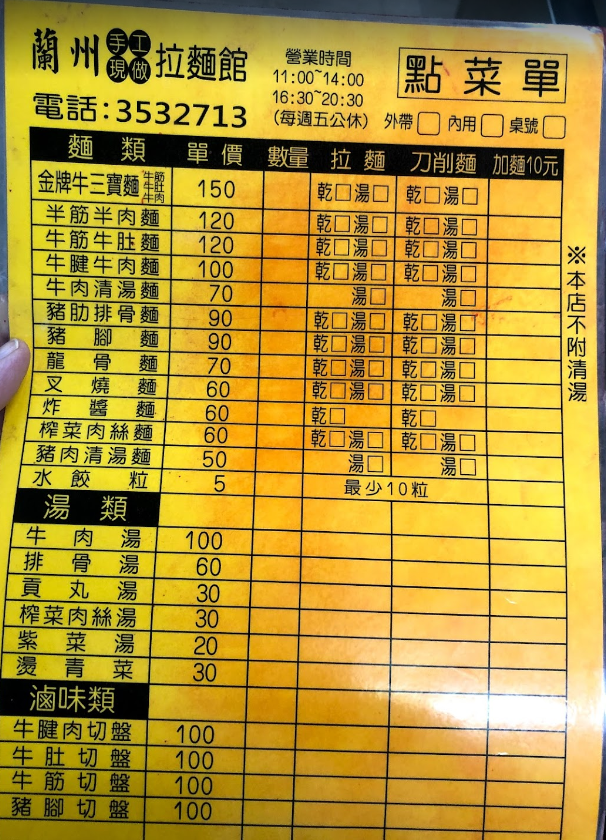 蘭州手工現做拉麵館
營業時間
11:00~14:00
16:30~20:30
(每週五公休)
點菜單
電話:3532713
外帶□ 內用□ 桌號□
麵類 單價 數量 拉麵 刀削麵 加麵10元
金牌牛三寶麵 牛筋 牛肚 牛肉 150 乾□湯□ 乾□湯□
半筋半肉麵 120 乾□湯□ 乾□湯□
牛筋牛肚麵 120 乾□湯□ 乾□湯□
牛腱牛肉麵 100 乾□湯□ 乾□湯□
牛肉清湯麵 70 湯□ 湯□
豬肋排骨麵 90 乾□湯□ 乾□湯□
豬腳麵 90 乾□湯□ 乾□湯□
龍骨麵 70 乾□湯□ 乾□湯□
叉燒麵 60 乾□湯□ 乾□湯□
炸醬麵 60 乾□ 乾□
榨菜肉絲麵 60 乾□湯□ 乾□湯□
豬肉清湯麵 50 湯□ 湯□
水餃粒 5 最少10粒
※本店不附清湯
湯類
牛肉湯 100
排骨湯 60
貢丸湯 30
榨菜肉絲湯 30
紫菜湯 20
燙青菜 30
滷味類
牛腱肉切盤 100
牛肚切盤 100
牛筋切盤 100
豬腳切盤 100